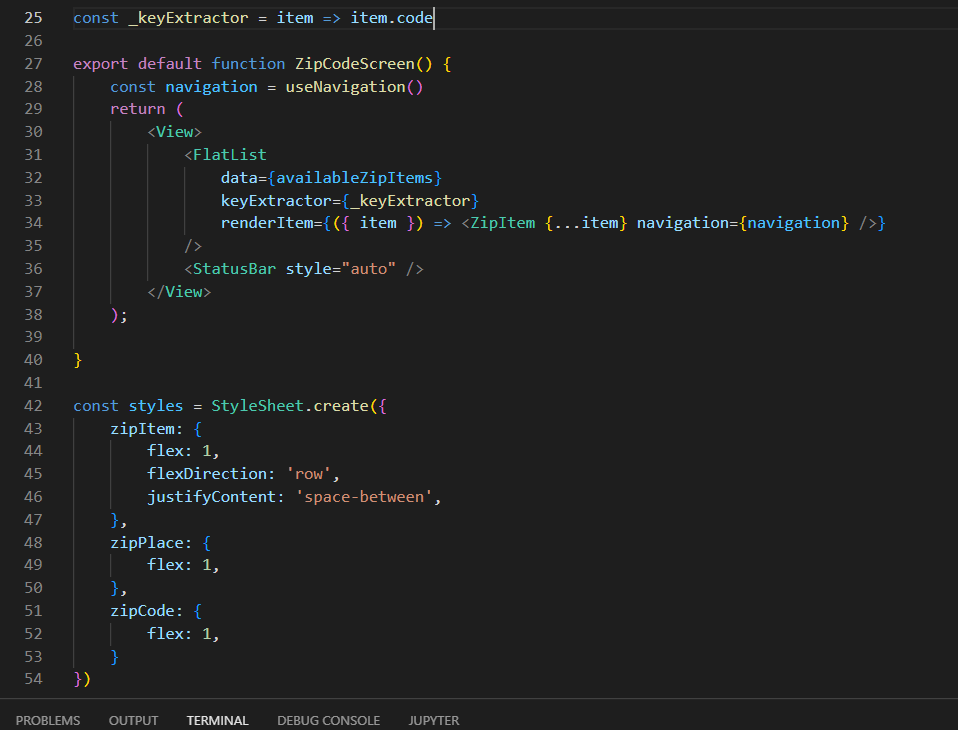 25 const _keyExtractor = item => item.code
26
27 export default function ZipCodeScreen() {
28     const navigation = useNavigation()
29     return (
30         <View>
31             <FlatList
32                 data={availableZipItems}
33                 keyExtractor={_keyExtractor}
34                 renderItem={({ item }) => <ZipItem {...item} navigation={navigation} />}
35             />
36             <StatusBar style="auto" />
37         </View>
38     );
39
40 }
41
42 const styles = StyleSheet.create({
43     zipItem: {
44         flex: 1,
45         flexDirection: 'row',
46         justifyContent: 'space-between',
47     },
48     zipPlace: {
49         flex: 1,
50     },
51     zipCode: {
52         flex: 1,
53     }
54 })
PROBLEMS OUTPUT TERMINAL DEBUG CONSOLE JUPYTER